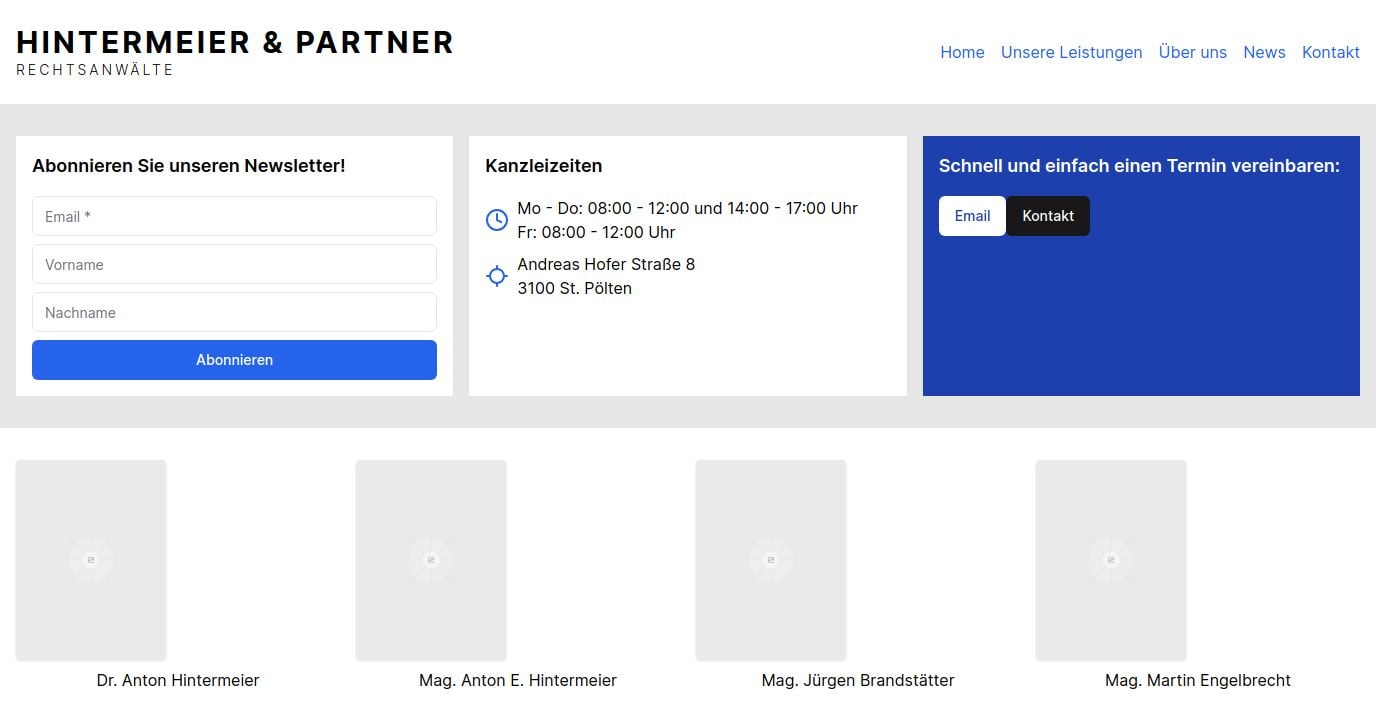 HINTERMEIER & PARTNER
RECHTSANWÄLTE
Home Unsere Leistungen Über uns News Kontakt
Abonnieren Sie unseren Newsletter!
Email *
Vorname
Nachname
Abonnieren
Kanzleizeiten
Mo - Do: 08:00 - 12:00 und 14:00 - 17:00 Uhr
Fr: 08:00 - 12:00 Uhr
Andreas Hofer Straße 8
3100 St. Pölten
Schnell und einfach einen Termin vereinbaren:
Email Kontakt
Dr. Anton Hintermeier
Mag. Anton E. Hintermeier
Mag. Jürgen Brandstätter
Mag. Martin Engelbrecht